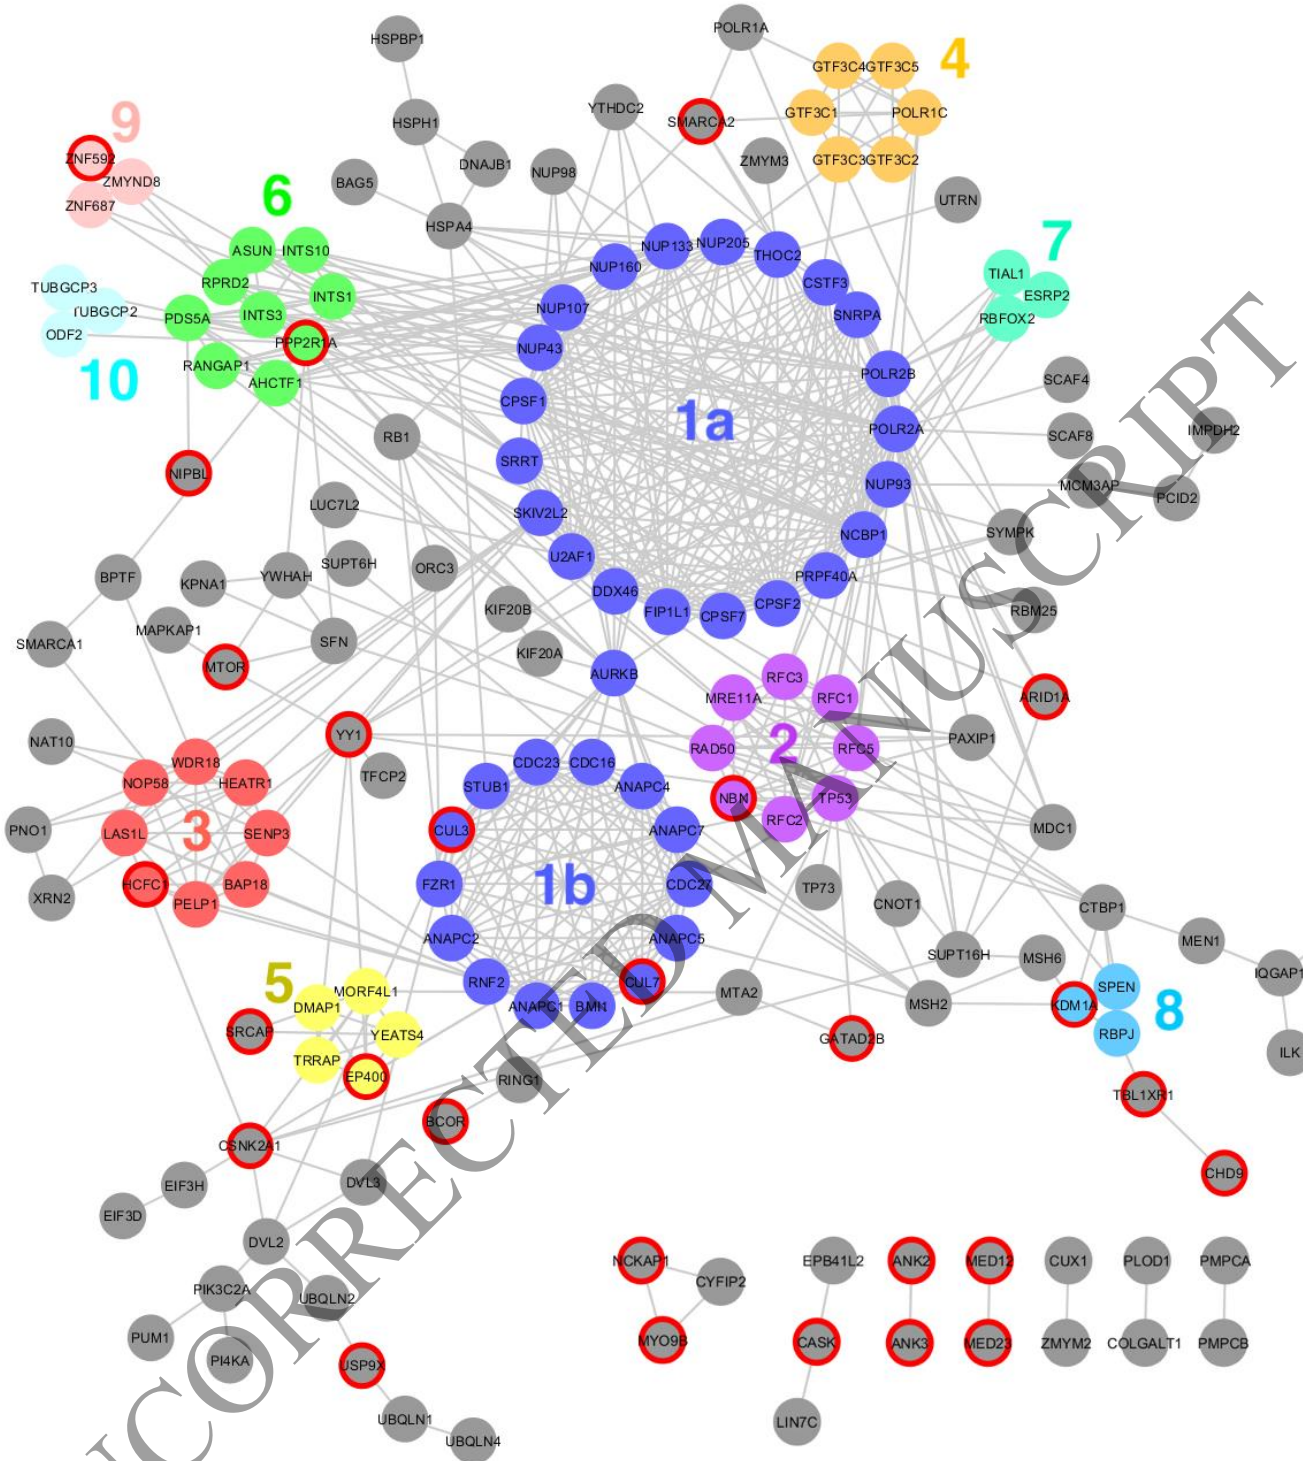 HSPBP1
POLR1A
4
GTF3C4
GTF3C5
9
YTHDC2
SMARCA2
GTF3C1
POLR1C
HSPH1
ZNF592
ZMYM3
GTF3C3
GTF3C2
DNAJB1
NUP98
ZMYND8
BAG5
6
ZNF687
UTRN
HSPA4
7
ASUN
INTS10
NUP133
NUP205
THOC2
NUP160
TIAL1
RPRD2
CSTF3
TUBGCP3
INTS1
ESRP2
TUBGCP2
PDS5A
INTS3
NUP107
SNRPA
RBFOX2
ODF2
PPP2R1A
NUP43
10
RANGAP1
AHCTF1
POLR2B
SCAF4
CPSF1
1a
RB1
POLR2A
SCAF8
IMPDH2
SRRT
NIPBL
NUP93
MCM3AP
PCID2
LUC7L2
SKIV2L2
NCBP1
SYMPK
U2AF1
SUPT6H
ORC3
BPTF
KPNA1
YWHAH
PRPF40A
DDX46
CPSF2
KIF20B
FIP1L1
CPSF7
RBM25
MAPKAP1
SMARCA1
SFN
KIF20A
MTOR
AURKB
RFC3
MRE11A
RFC1
ARID1A
YY1
NAT10
RAD50
2
RFC5
PAXIP1
WDR18
CDC23
CDC16
TFCP2
NOP58
HEATR1
STUB1
ANAPC4
NBN
TP53
RFC2
PNO1
LAS1L
3
SENP3
CUL3
ANAPC7
MDC1
HCFC1
BAP18
FZR1
1b
CDC27
TP73
XRN2
PELP1
CNOT1
CTBP1
ANAPC2
ANAPC5
MEN1
SUPT16H
MSH6
IQGAP1
5
MORF4L1
RNF2
CUL7
SPEN
DMAP1
ANAPC1
BMI1
MTA2
MSH2
KDM1A
8
SRCAP
YEATS4
GATAD2B
RBPJ
ILK
TRRAP
EP400
RING1
TBL1XR1
BCOR
CSNK2A1
CHD9
EIF3H
DVL3
EIF3D
DVL2
NCKAP1
EPB41L2
ANK2
MED12
CUX1
PLOD1
PMPCA
CYFIP2
PIK3C2A
UBQLN2
PUM1
MYO9B
CASK
ANK3
MED23
ZMYM2
COLGALT1
PMPCB
PI4KA
USP9X
UBQLN1
LIN7C
UBQLN4
NCORRECTED MANUSCRIPT